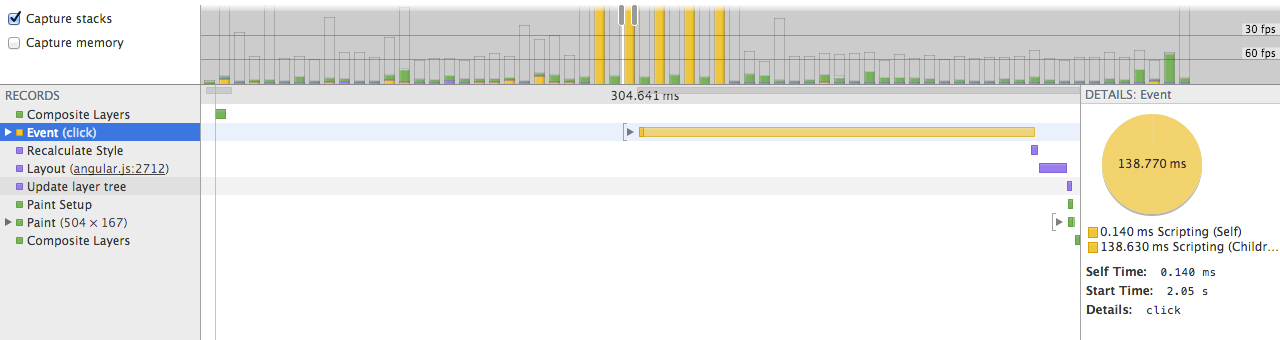 Capture stacks
Capture memory
30 fps
60 fps
RECORDS
304.641 ms
DETAILS: Event
Composite Layers
Event (click)
Recalculate Style
Layout (angular.js:2712)
Update layer tree
Paint Setup
Paint (504 × 167)
Composite Layers
138.770 ms
0.140 ms Scripting (Self)
138.630 ms Scripting (Childr...
Self Time: 0.140 ms
Start Time: 2.05 s
Details: click